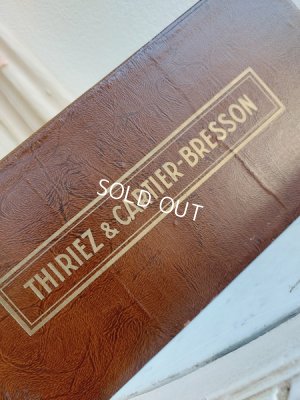 THIRIEZ & CARTIER-BRESSON
SOLD OUT